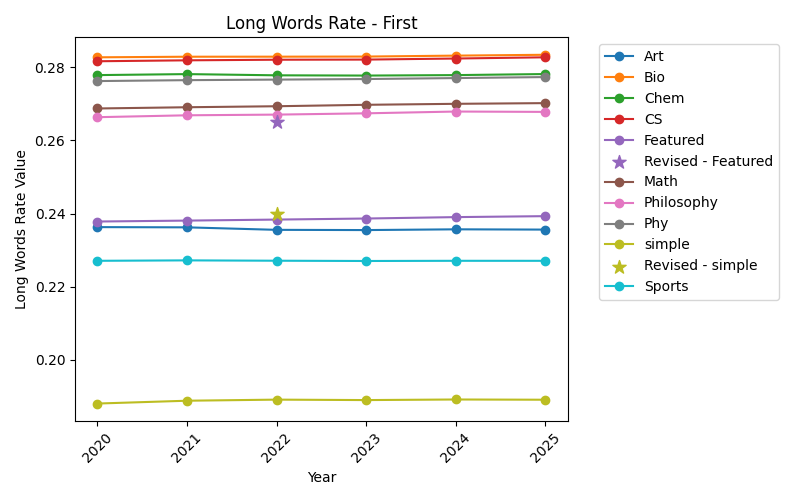 Long Words Rate - First
Long Words Rate Value
0.28
0.26
0.24
0.22
0.20
2020
2021
2022
2023
2024
2025
Year
Art
Bio
Chem
CS
Featured
Revised - Featured
Math
Philosophy
Phy
simple
Revised - simple
Sports